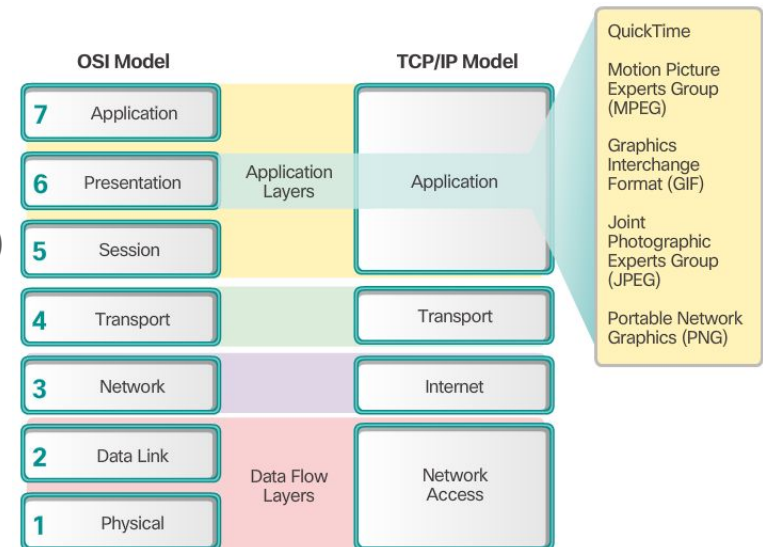 OSI Model
TCP/IP Model
7 Application
6 Presentation
5 Session
4 Transport
3 Network
2 Data Link
1 Physical
Application
Layers
Data Flow
Layers
Application
Transport
Internet
Network
Access
QuickTime
Motion Picture
Experts Group
(MPEG)
Graphics
Interchange
Format (GIF)
Joint
Photographic
Experts Group
(JPEG)
Portable Network
Graphics (PNG)